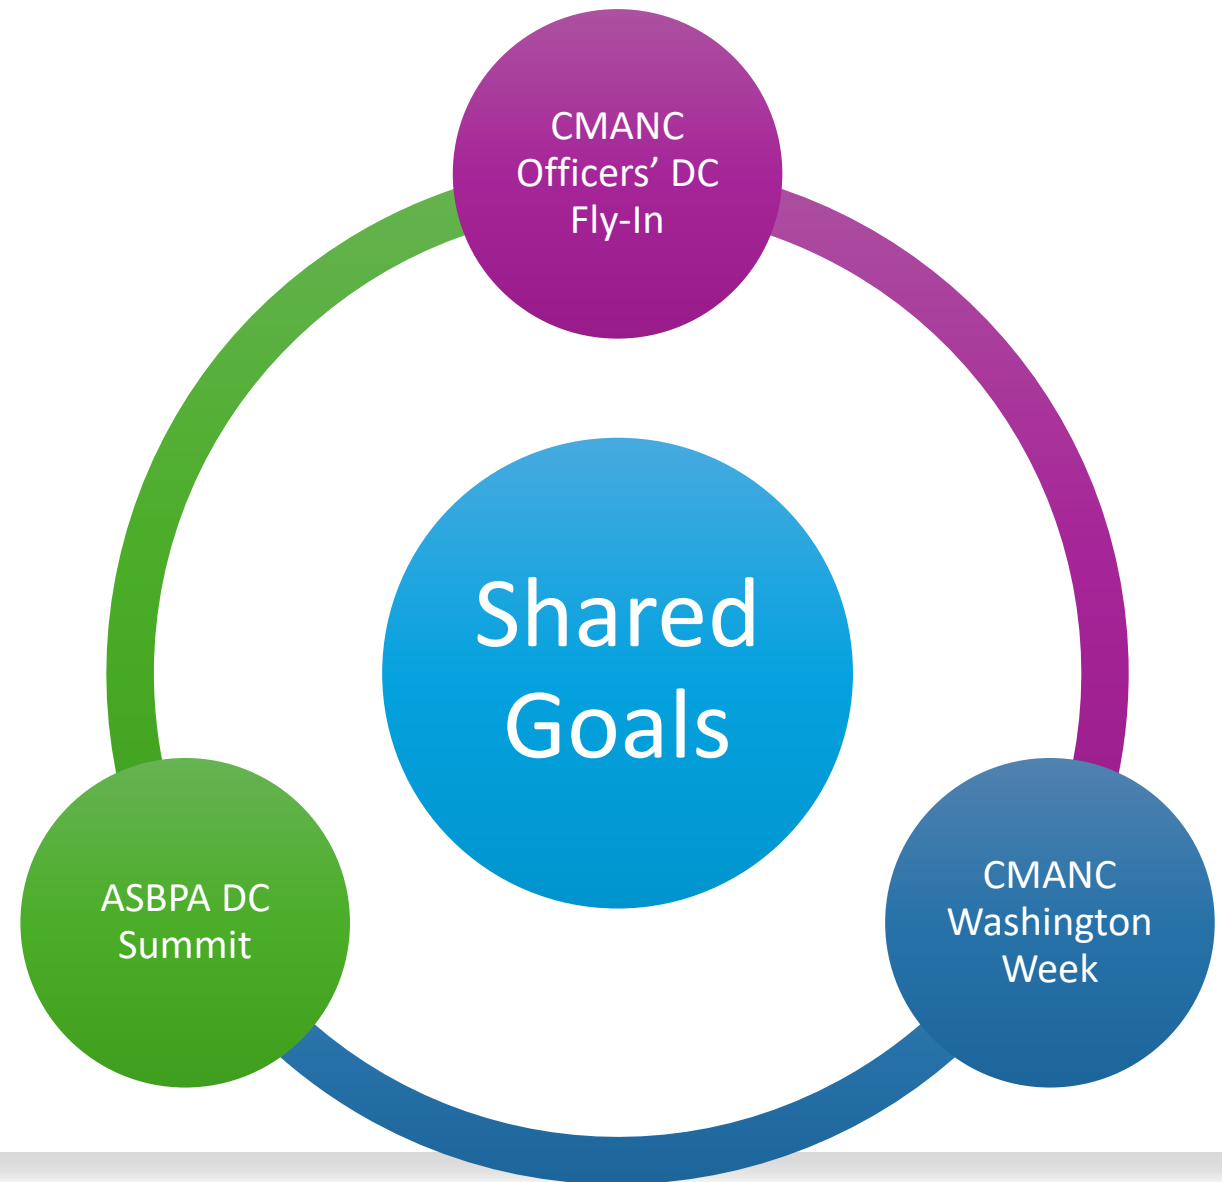 CMANC
Officers’ DC
Fly-In
Shared
Goals
ASBPA DC
Summit
CMANC
Washington
Week